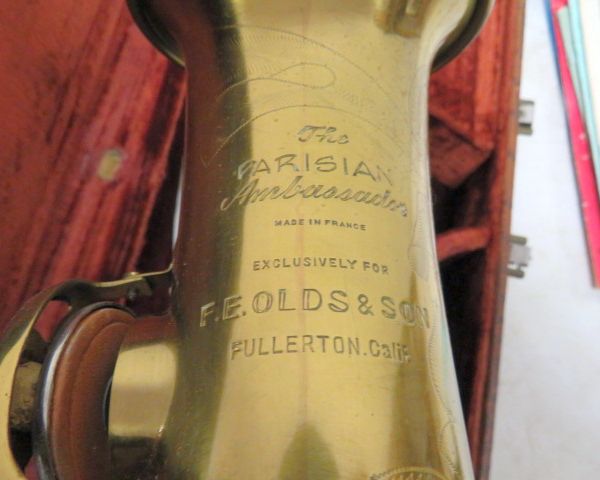 The
PARISIAN
Ambassador
MADE IN FRANCE
EXCLUSIVELY FOR
F.E.OLDS & SON
FULLERTON.Calif.